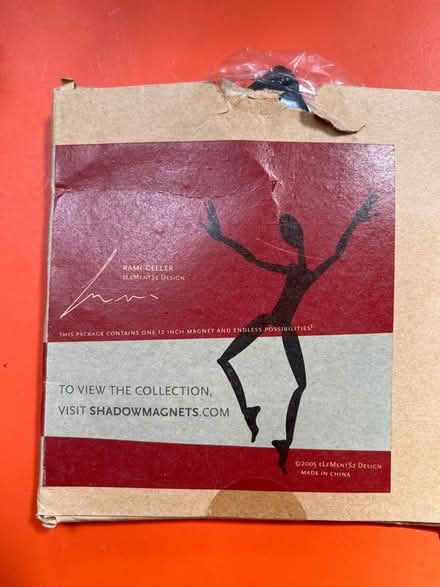 RAMI GELLER
eLeMentS2 Design
THIS PACKAGE CONTAINS ONE 12 INCH MAGNET AND ENDLESS POSSIBILITIES!
TO VIEW THE COLLECTION,
VISIT SHADOWMAGNETS.COM
©2005 eLeMentS2 Design
MADE IN CHINA